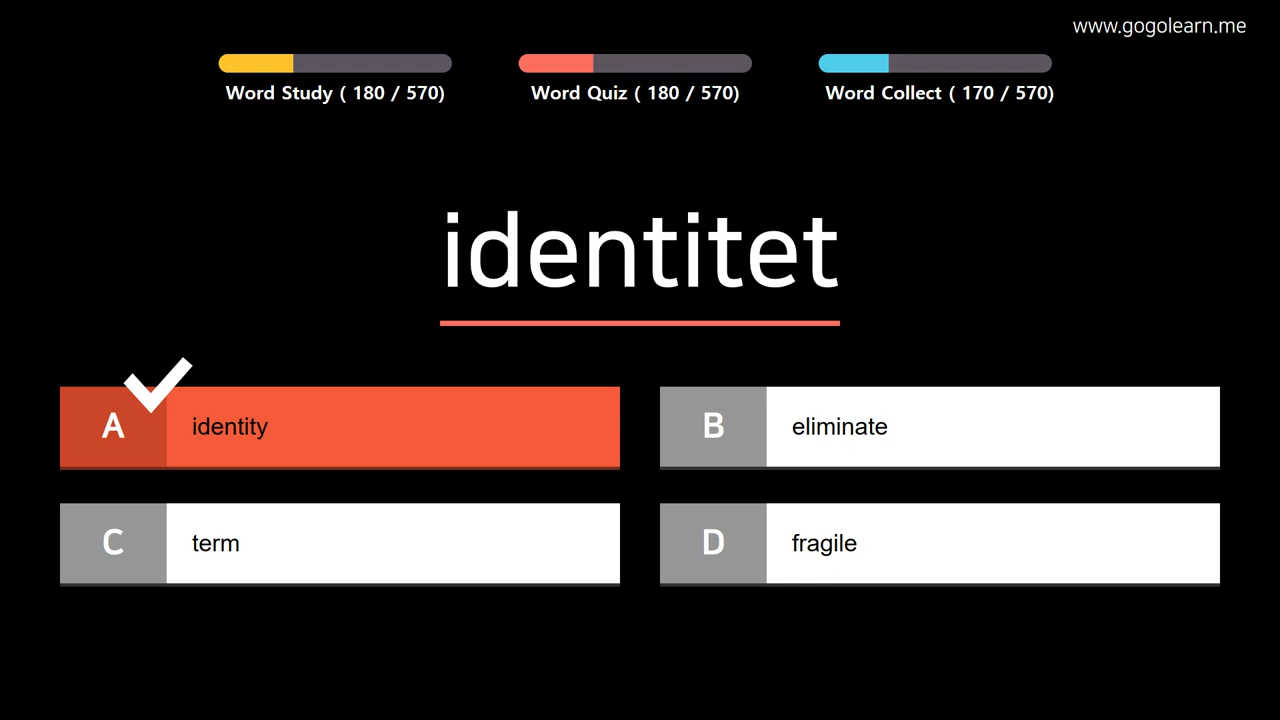 www.gogolearn.me
Word Study ( 180 / 570)
Word Quiz ( 180 / 570)
Word Collect ( 170 / 570)
identitet
A identity
B eliminate
C term
D fragile